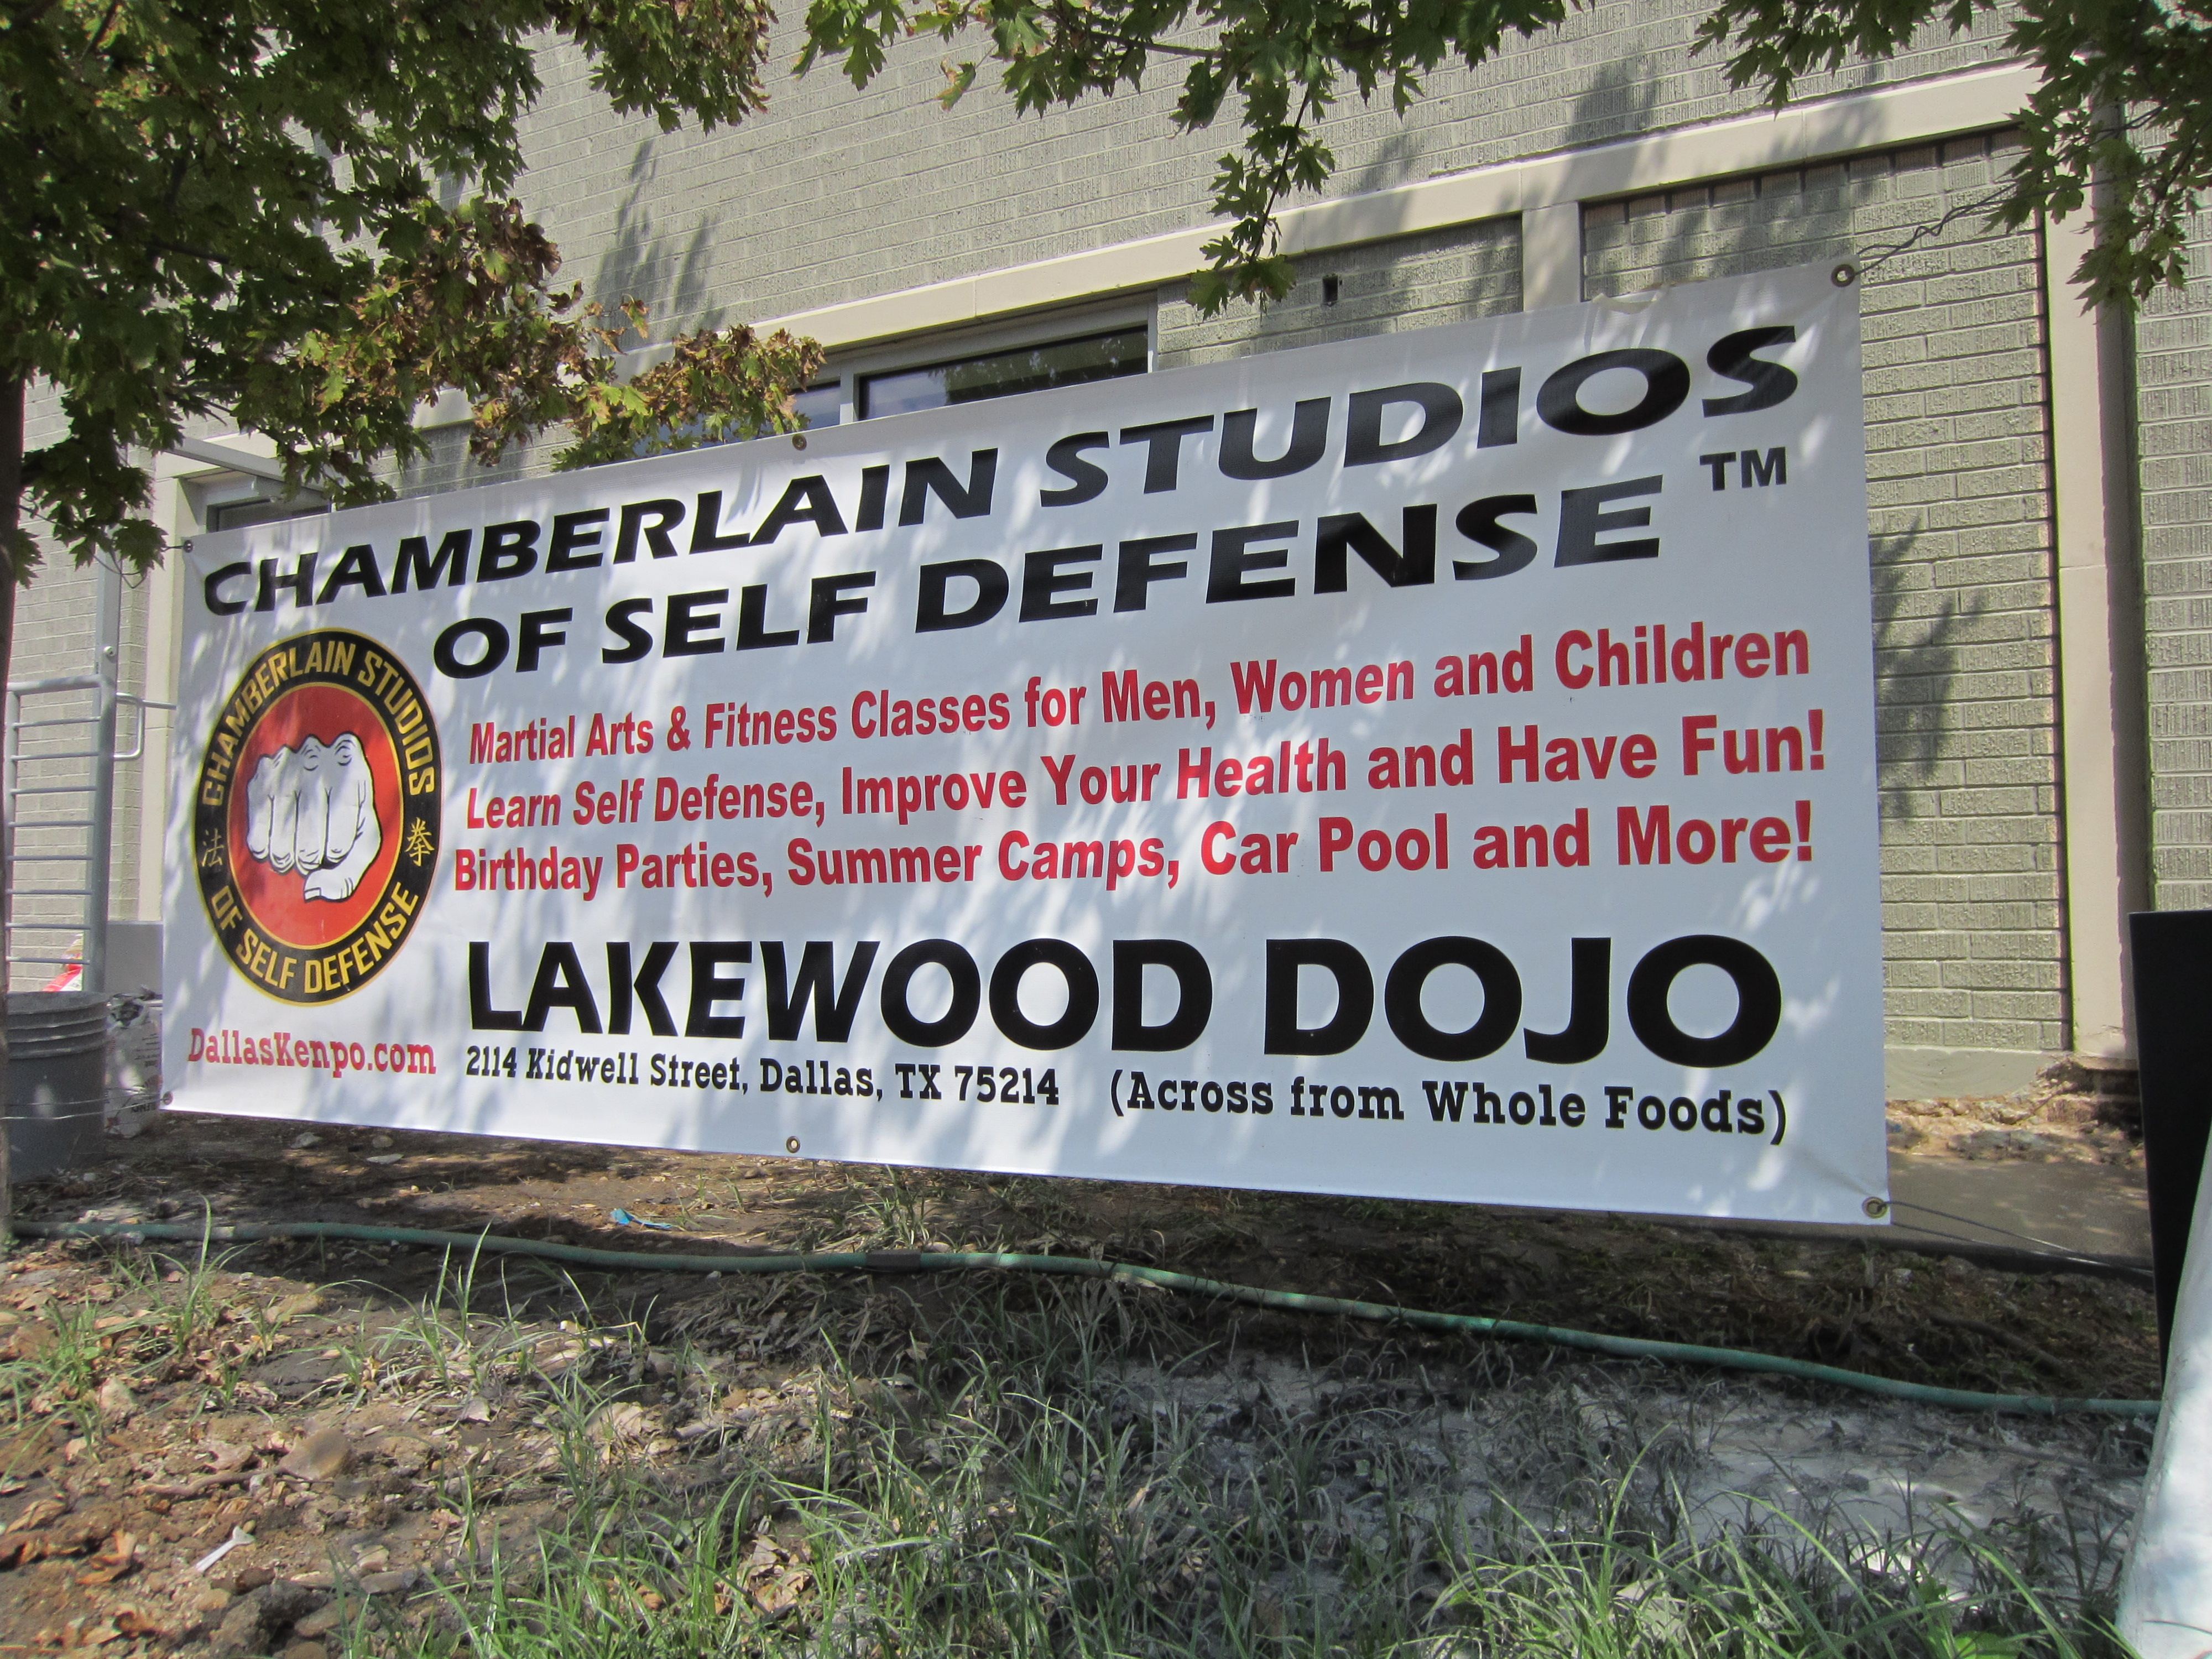 CHAMBERLAIN STUDIOS
OF SELF DEFENSE ™
CHAMBERLAIN STUDIOS
法 拳
OF SELF DEFENSE
Martial Arts & Fitness Classes for Men, Women and Children
Learn Self Defense, Improve Your Health and Have Fun!
Birthday Parties, Summer Camps, Car Pool and More!
LAKEWOOD DOJO
DallasKenpo.com
2114 Kidwell Street, Dallas, TX 75214 (Across from Whole Foods)